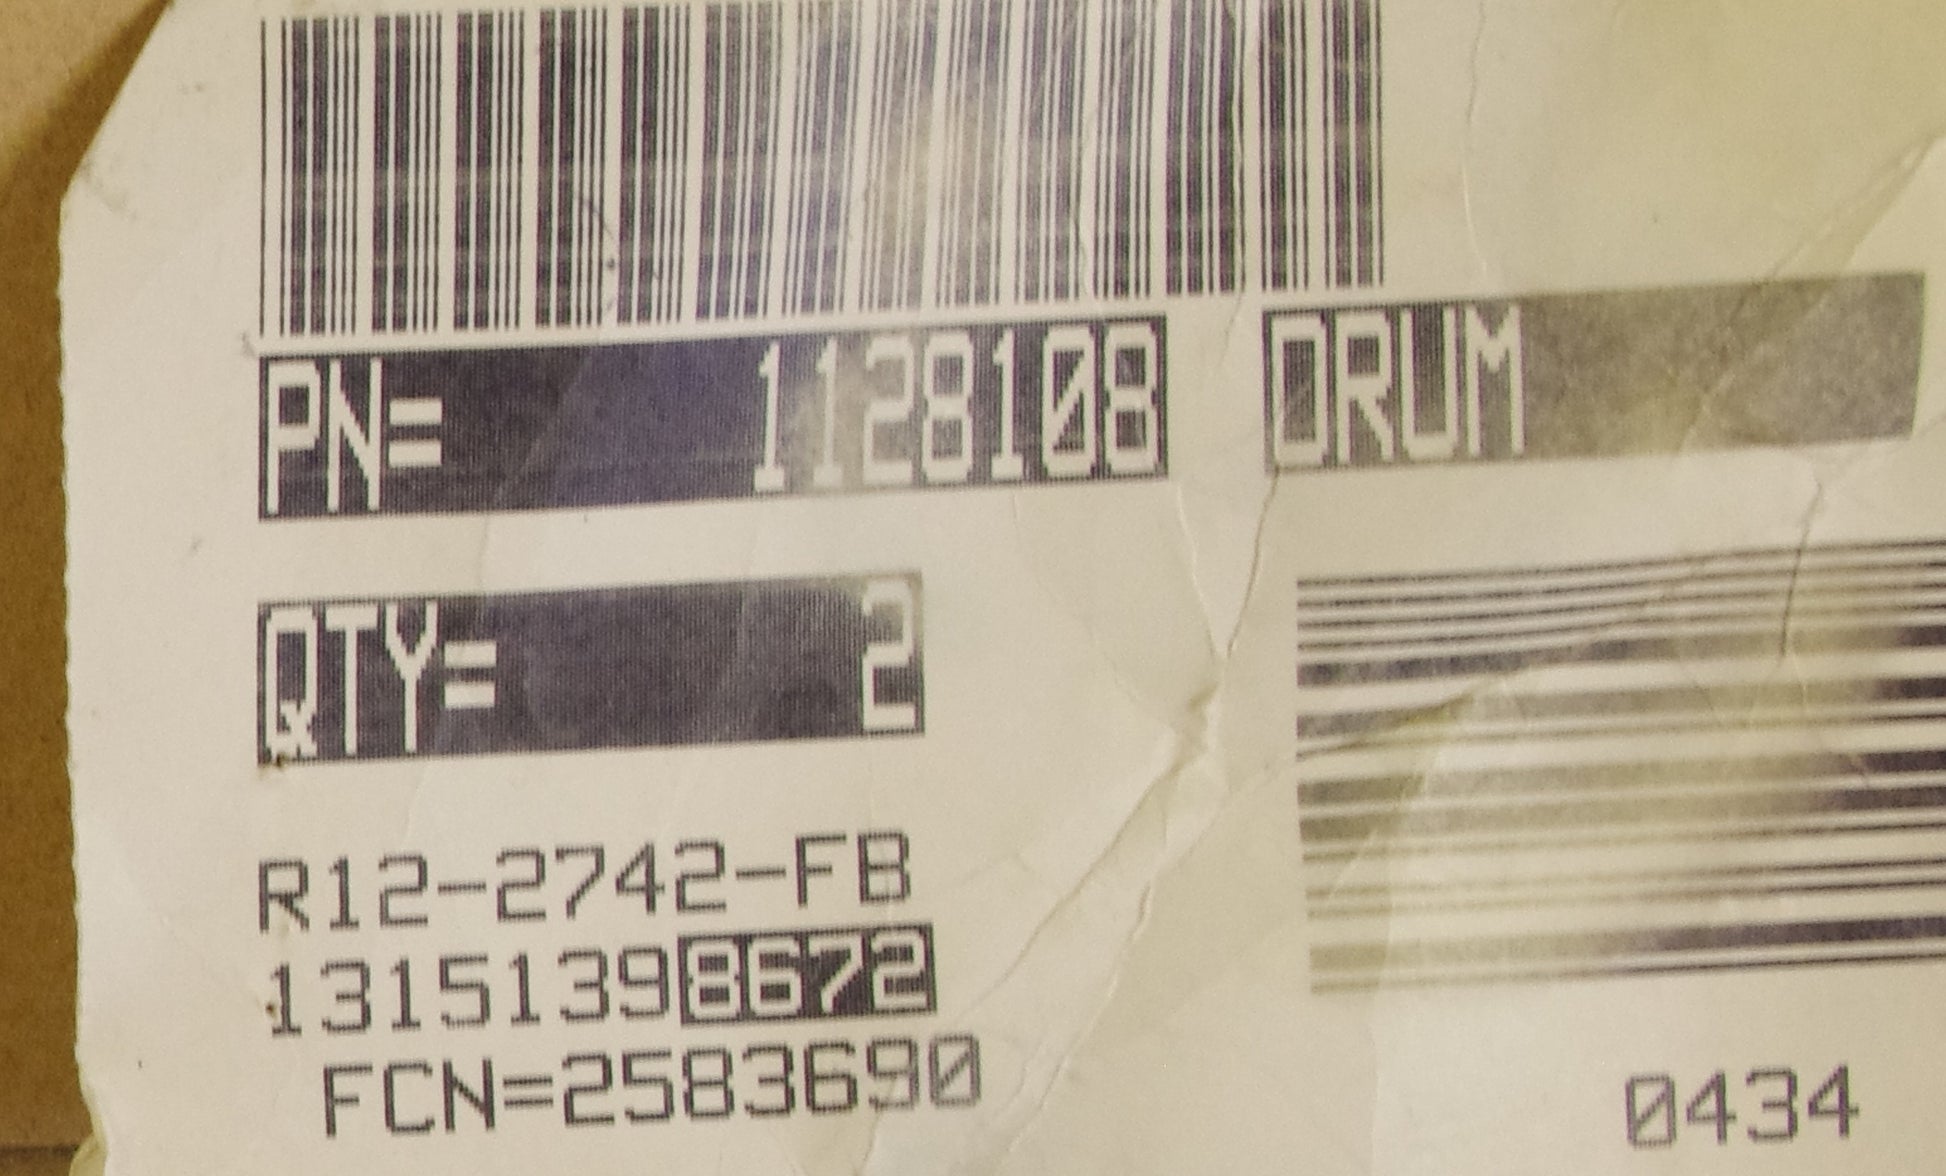 PN= 1128108 DRUM
QTY= 2
R12-2742-FB
13151398672
FCN=2583690
0434